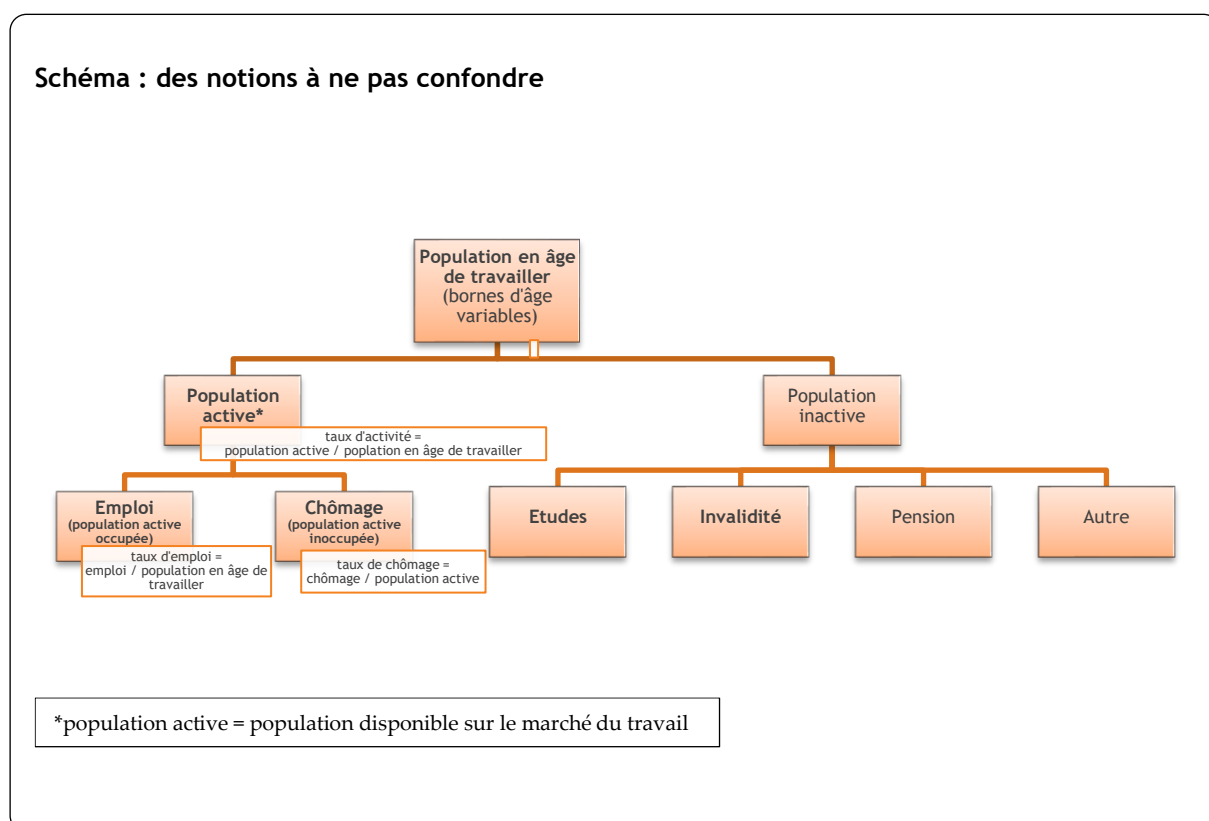 Schéma : des notions à ne pas confondre
Population en âge
de travailler
(bornes d'âge
variables)
Population
active*
taux d'activité =
population active / poplation en âge de travailler
Population
inactive
Emploi
(population active
occupée)
taux d'emploi =
emploi / population en âge de
travailler
Chômage
(population active
inoccupée)
taux de chômage =
chômage / population active
Etudes
Invalidité
Pension
Autre
*population active = population disponible sur le marché du travail